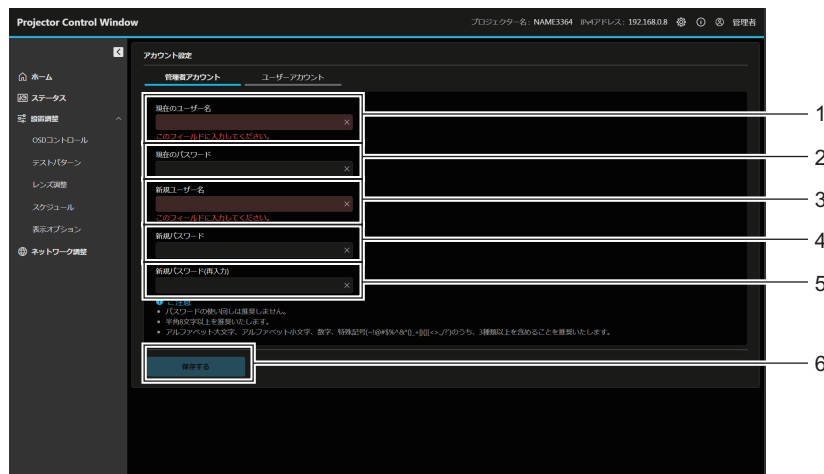 Projector Control Window
プロジェクター名: NAME3364 IPv4アドレス: 192.168.0.8 管理者
アカウント設定
管理者アカウント ユーザーアカウント
ホーム
ステータス
設置調整
OSDコントロール
テストパターン
レンズ調整
スケジュール
表示オプション
ネットワーク調整
現在のユーザー名
このフィールドに入力してください。
1
現在のパスワード
2
新規ユーザー名
このフィールドに入力してください。
3
新規パスワード
4
新規パスワード(再入力)
5
ご注意
• パスワードの使い回しは推奨しません。
• 半角8文字以上を推奨いたします。
• アルファベット大文字、アルファベット小文字、数字、特殊記号(~!@#$%^&*()_+|[]{}<>,./?)のうち、3種類以上を含めることを推奨いたします。
保存する
6